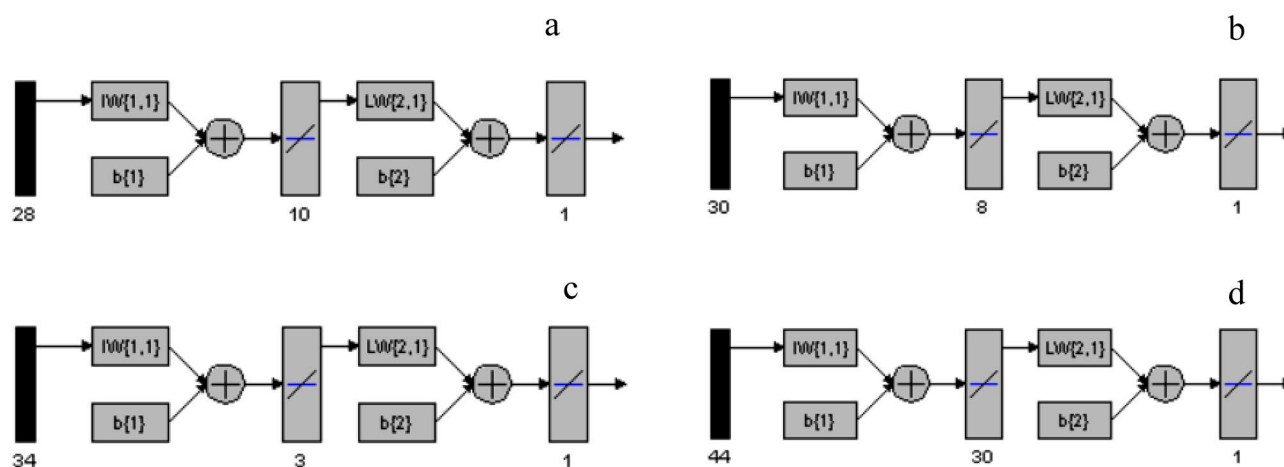 a
IW{1,1}
LW{2,1}
b{1}
b{2}
28
10
1
b
IW{1,1}
LW{2,1}
b{1}
b{2}
30
8
1
c
IW{1,1}
LW{2,1}
b{1}
b{2}
34
3
1
d
IW{1,1}
LW{2,1}
b{1}
b{2}
44
30
1